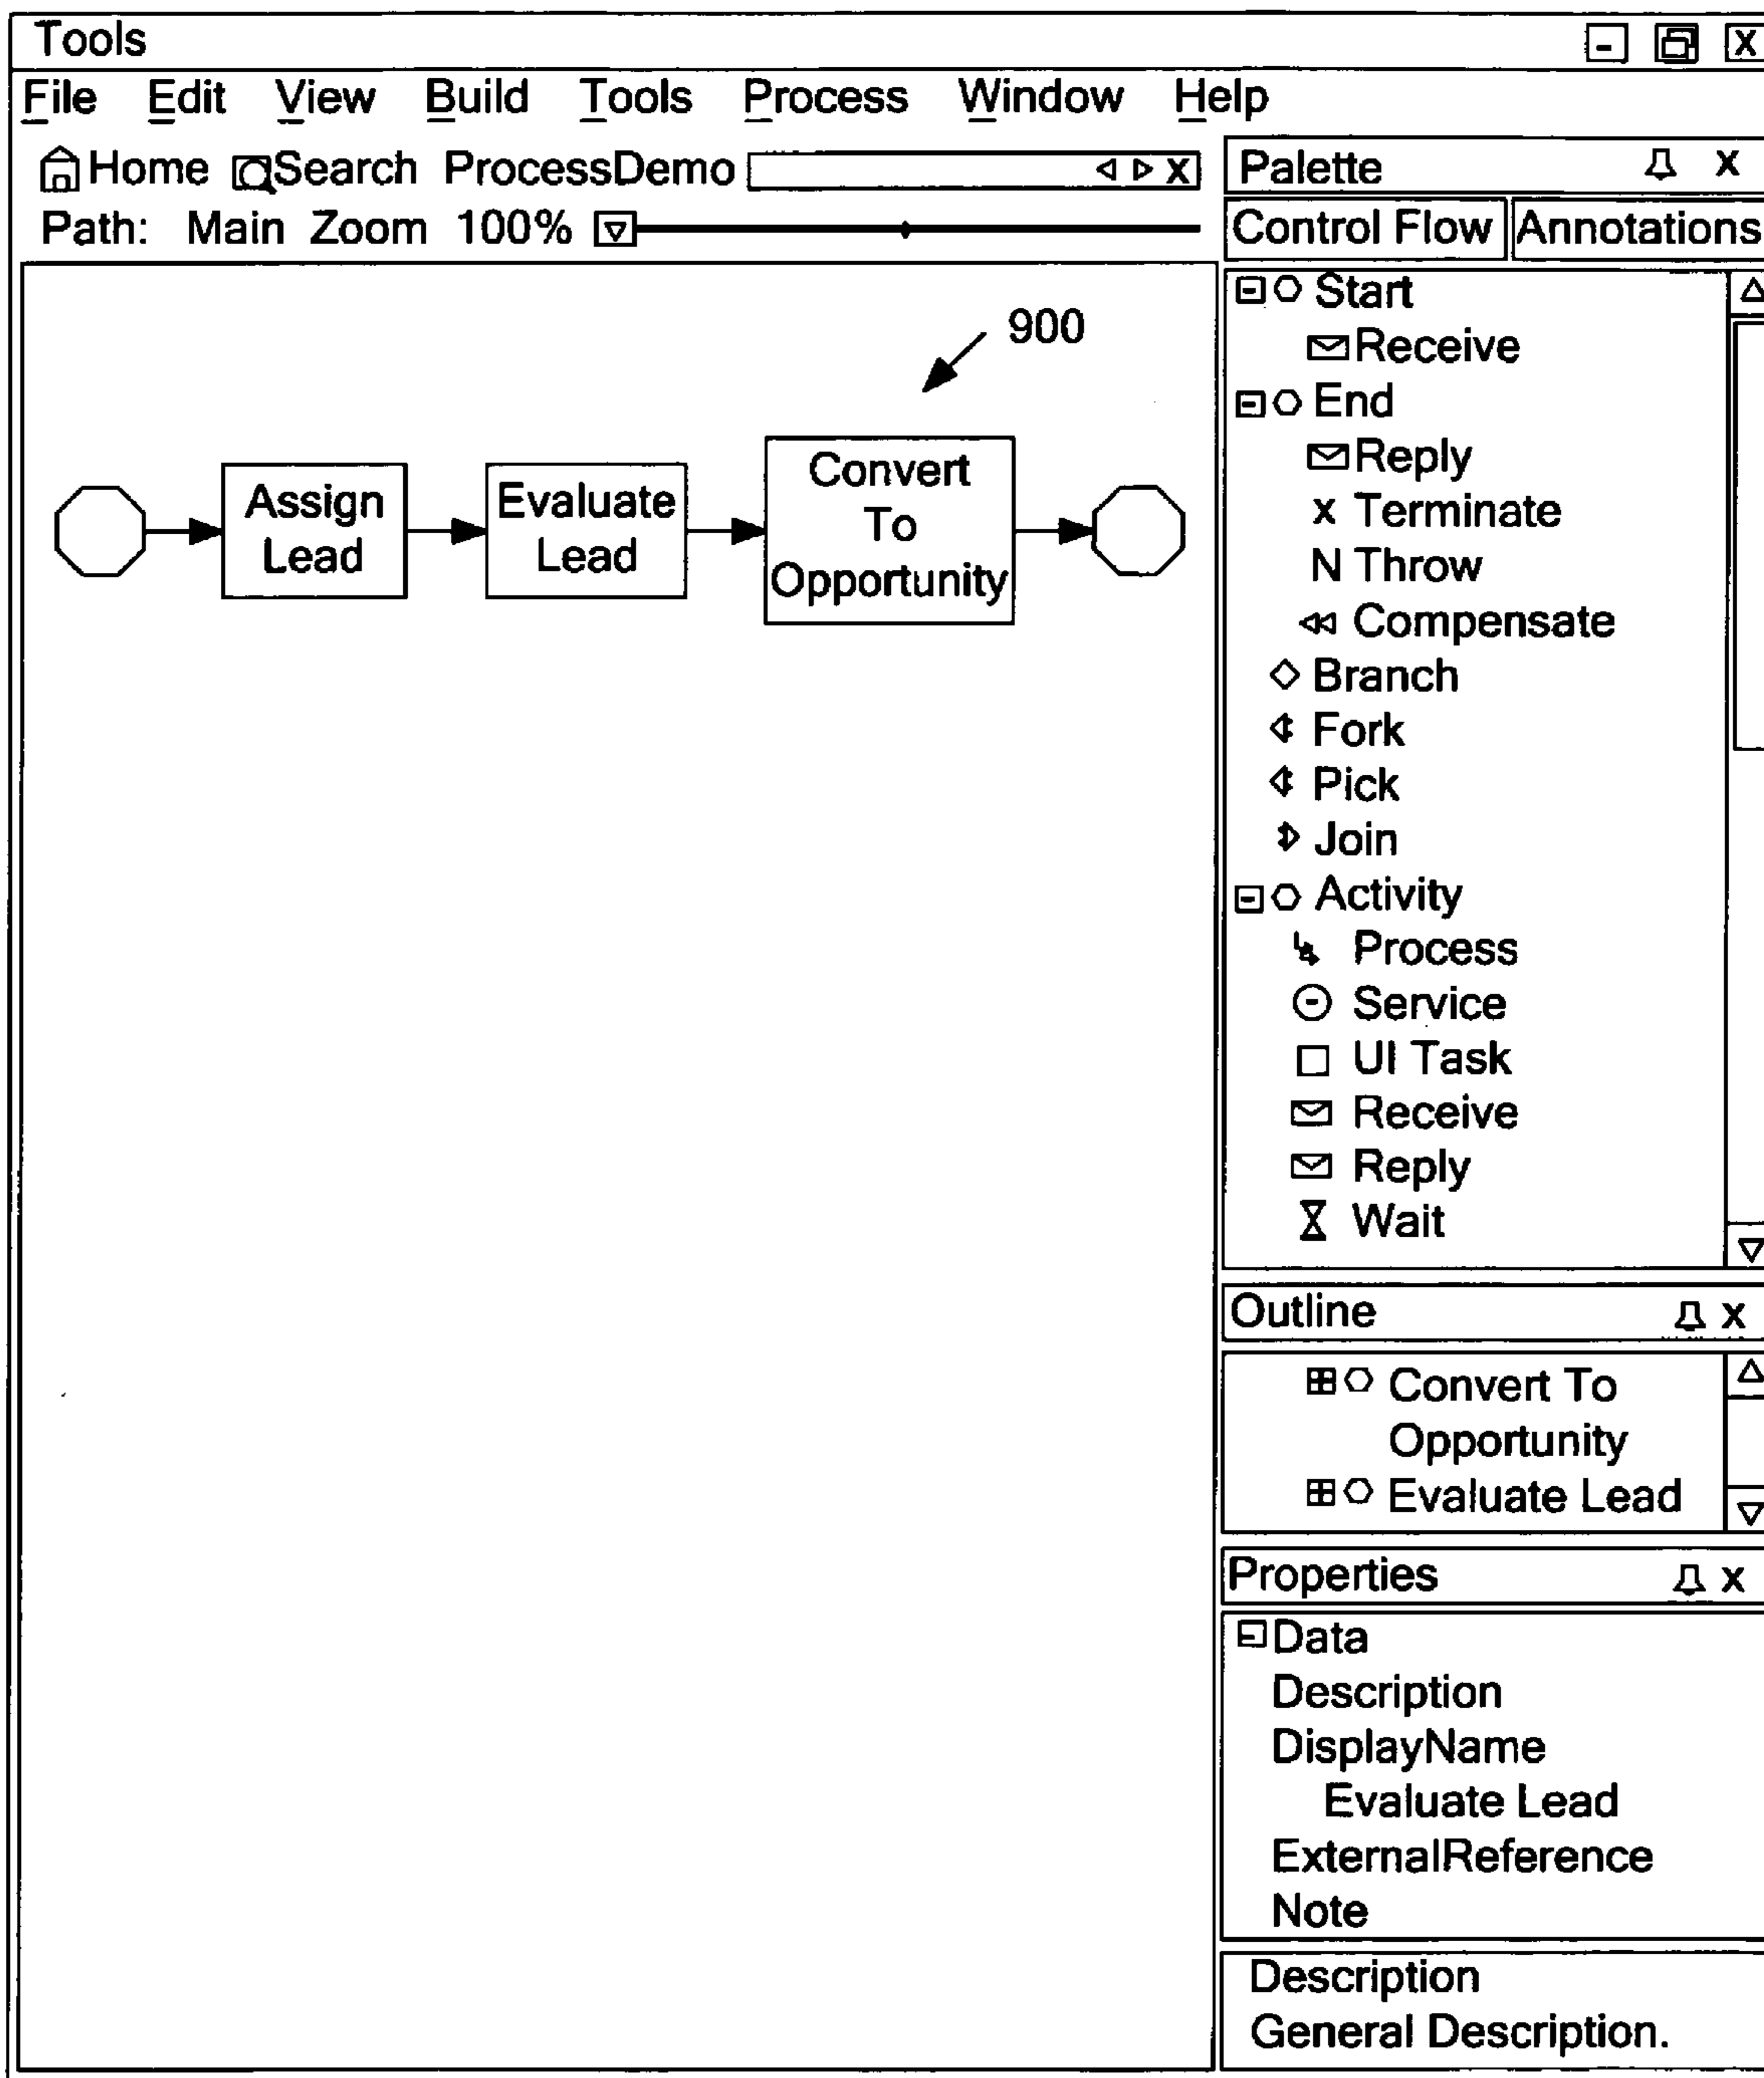 Tools
File Edit View Build Tools Process Window Help
Home Search ProcessDemo
Path: Main Zoom 100%
900
Assign
Lead
Evaluate
Lead
Convert
To
Opportunity
Palette
Control Flow Annotations
Start
Receive
End
Reply
x Terminate
N Throw
Compensate
Branch
Fork
Pick
Join
Activity
Process
Service
UI Task
Receive
Reply
Wait
Outline
Convert To
Opportunity
Evaluate Lead
Properties
Data
Description
DisplayName
Evaluate Lead
ExternalReference
Note
Description
General Description.